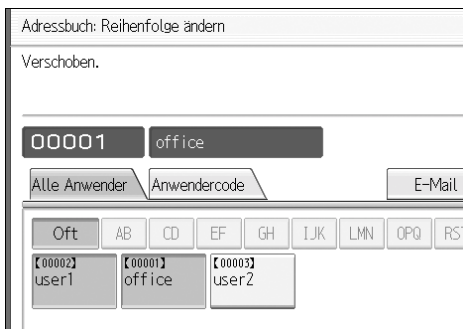 Adressbuch: Reihenfolge ändern
Verschoben.
00001 office
Alle Anwender Anwendercode E-Mail
Oft AB CD EF GH IJK LMN OPQ RST
【00002】 【00001】 【00003】
user1 office user2